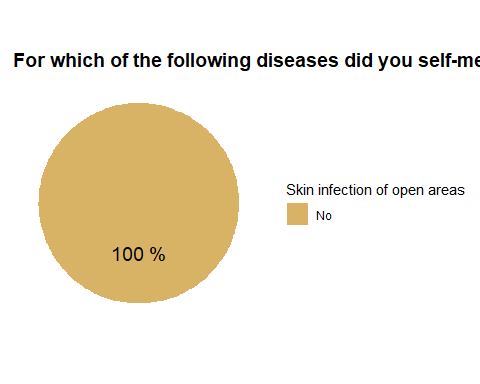 For which of the following diseases did you self-me
Skin infection of open areas
No
100 %